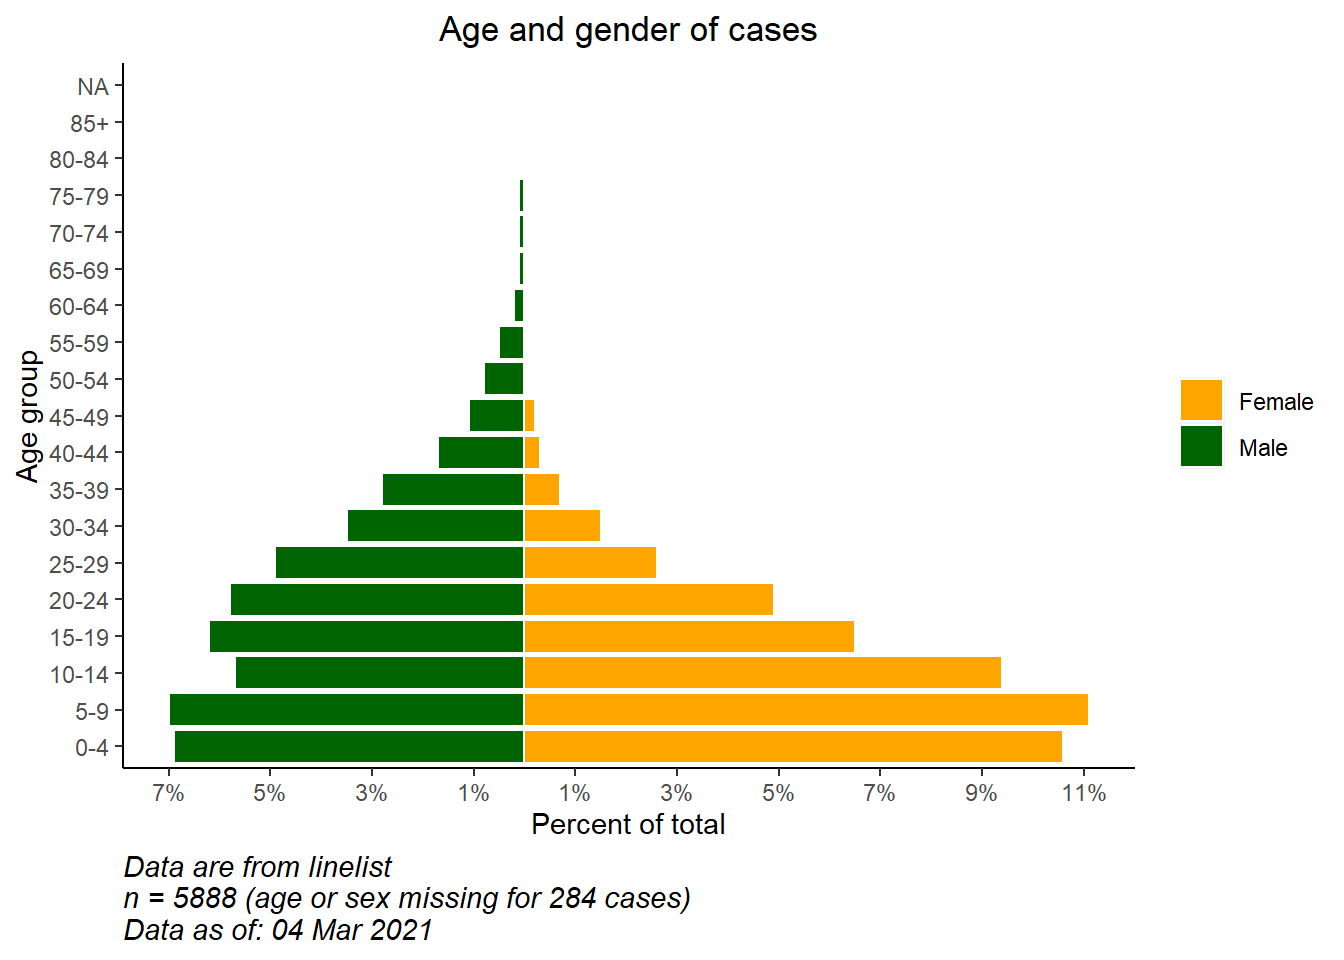 Age and gender of cases
NA
85+
80-84
75-79
70-74
65-69
60-64
55-59
50-54
45-49
40-44
35-39
30-34
25-29
20-24
15-19
10-14
5-9
0-4
Age group
7% 5% 3% 1% 1% 3% 5% 7% 9% 11%
Percent of total
Female
Male
Data are from linelist
n = 5888 (age or sex missing for 284 cases)
Data as of: 04 Mar 2021